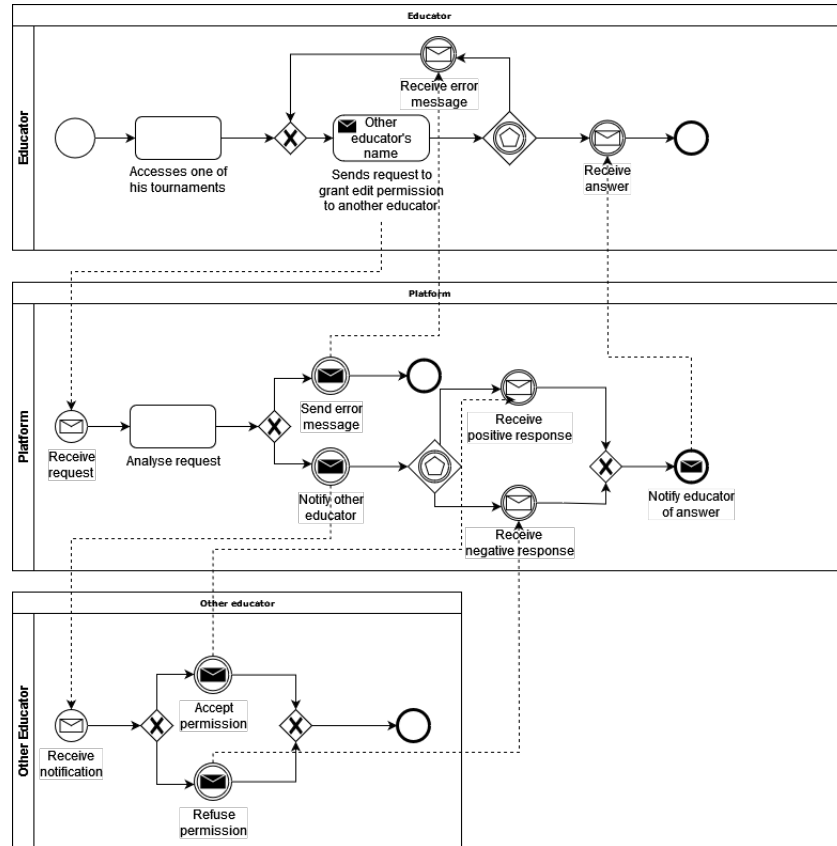 Educator
Educator
Receive error
message
Other
educator's
name
Accesses one of
his tournaments
Sends request to
grant edit permission
to another educator
Receive
answer
Platform
Platform
Receive
request
Analyse request
Send error
message
Notify other
educator
Receive
positive response
Receive
negative response
Notify educator
of answer
Other educator
Other Educator
Receive
notification
Accept
permission
Refuse
permission